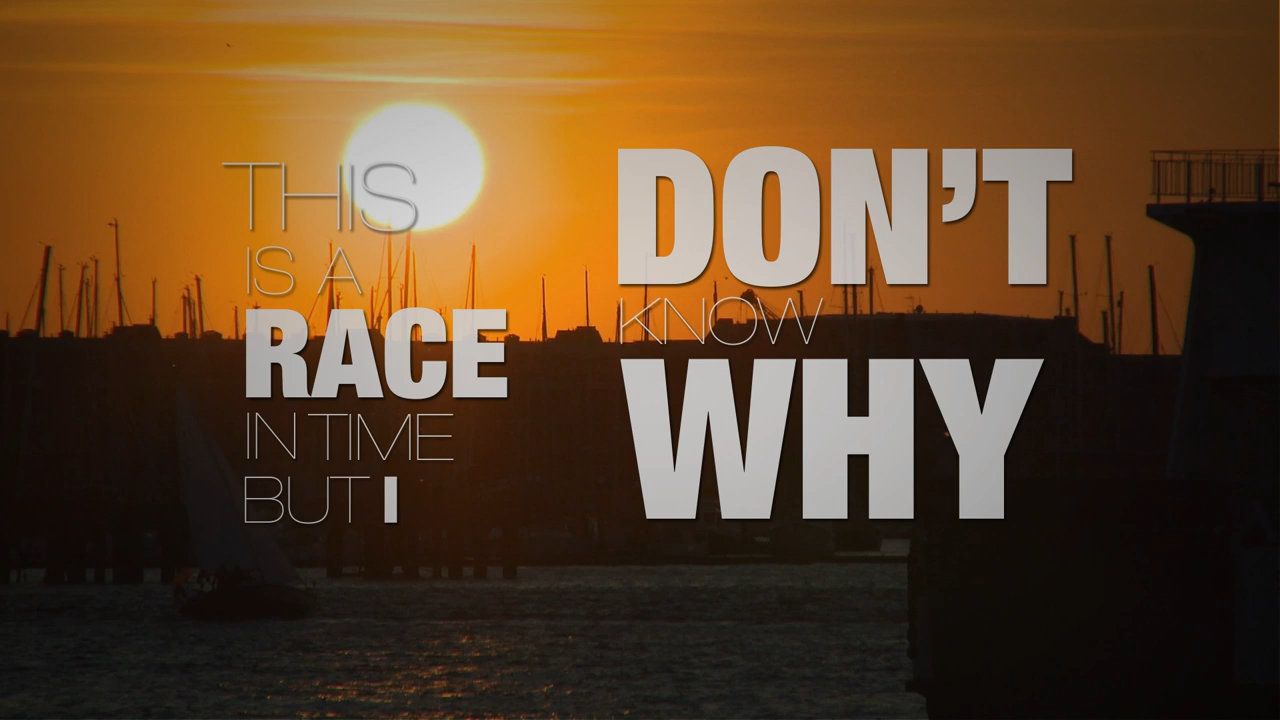 THIS
IS A
RACE
IN TIME
BUT I
DON'T
KNOW
WHY